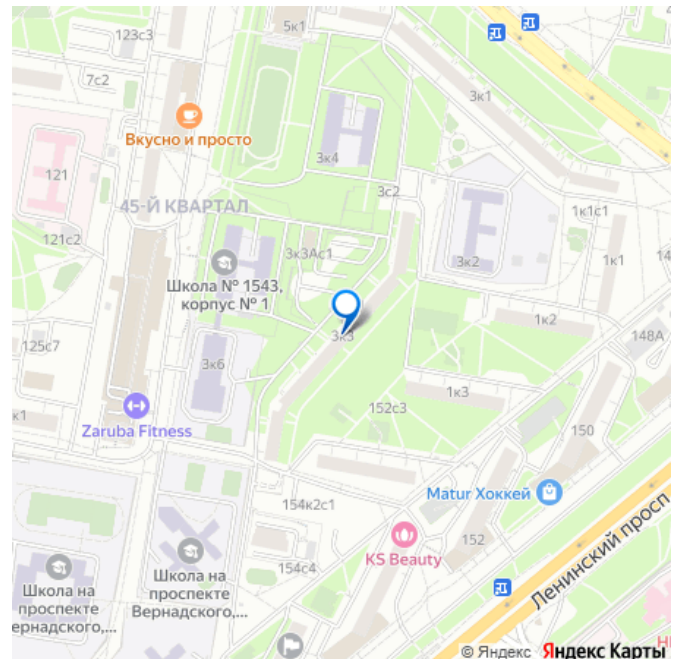 5к1
123с3
7с2
3к1
Вкусно и просто
3к4
121
3с2
45-Й КВАРТАЛ
1к1с1
121с2
3к3Ас1
3к2
1к1
Школа № 1543,
корпус № 1
1к2
148А
125с7
3к3
3к6
1к3
152с3
к1
Zaruba Fitness
150
Matur Хоккей
154к2с1
152
KS Beauty
Ленинский просп
154с4
Школа на
проспекте
Вернадского,...
Школа на
проспекте
ернадского,...
© Яндекс Яндекс Карты